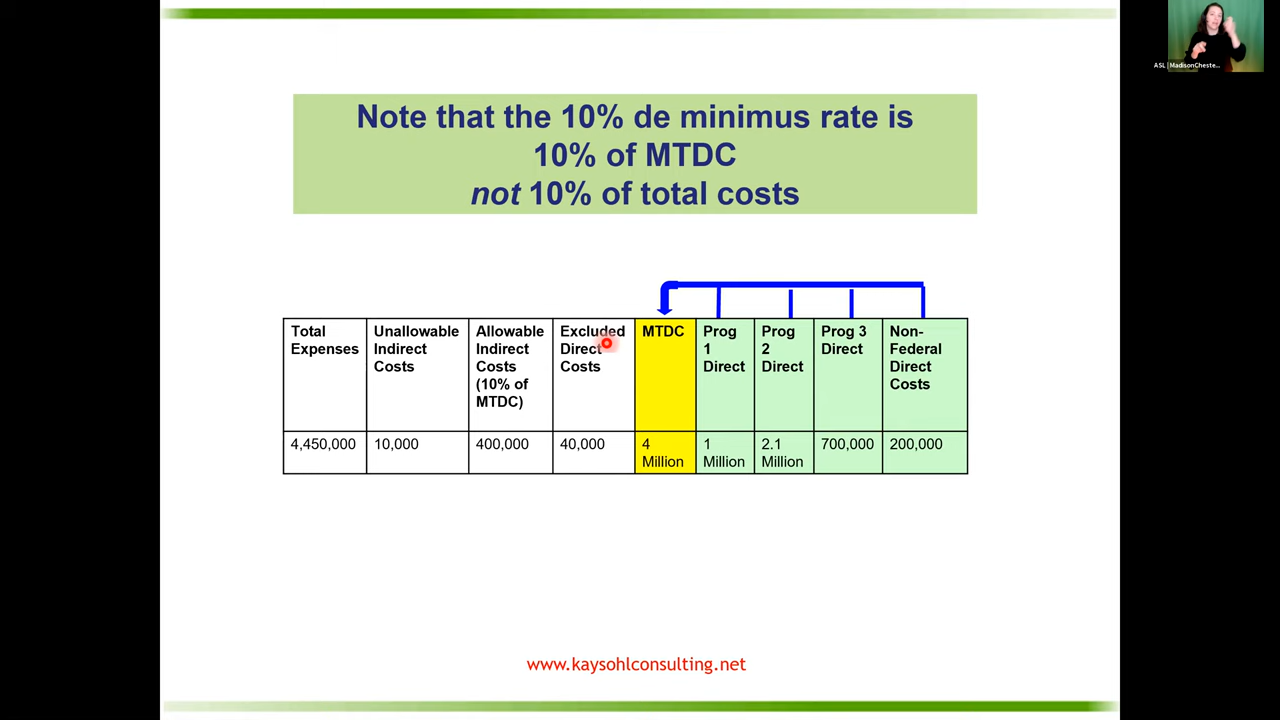 ASL | MadisonCheste...
Note that the 10% de minimus rate is
10% of MTDC
not 10% of total costs
Total
Expenses
Unallowable
Indirect
Costs
Allowable
Indirect
Costs
(10% of
MTDC)
Excluded
Direct
Costs
MTDC
Prog
1
Direct
Prog
2
Direct
Prog 3
Direct
Non-
Federal
Direct
Costs
4,450,000
10,000
400,000
40,000
4
Million
1
Million
2.1
Million
700,000
200,000
www.kaysohlconsulting.net